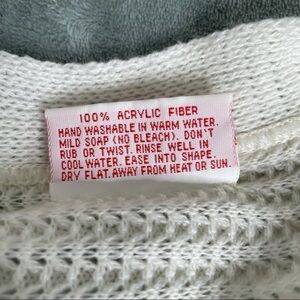 100% ACRYLIC FIBER
HAND WASHABLE IN WARM WATER.
MILD SOAP (NO BLEACH). DON'T
RUB OR TWIST. RINSE WELL IN
COOL WATER. EASE INTO SHAPE.
DRY FLAT. AWAY FROM HEAT OR SUN.